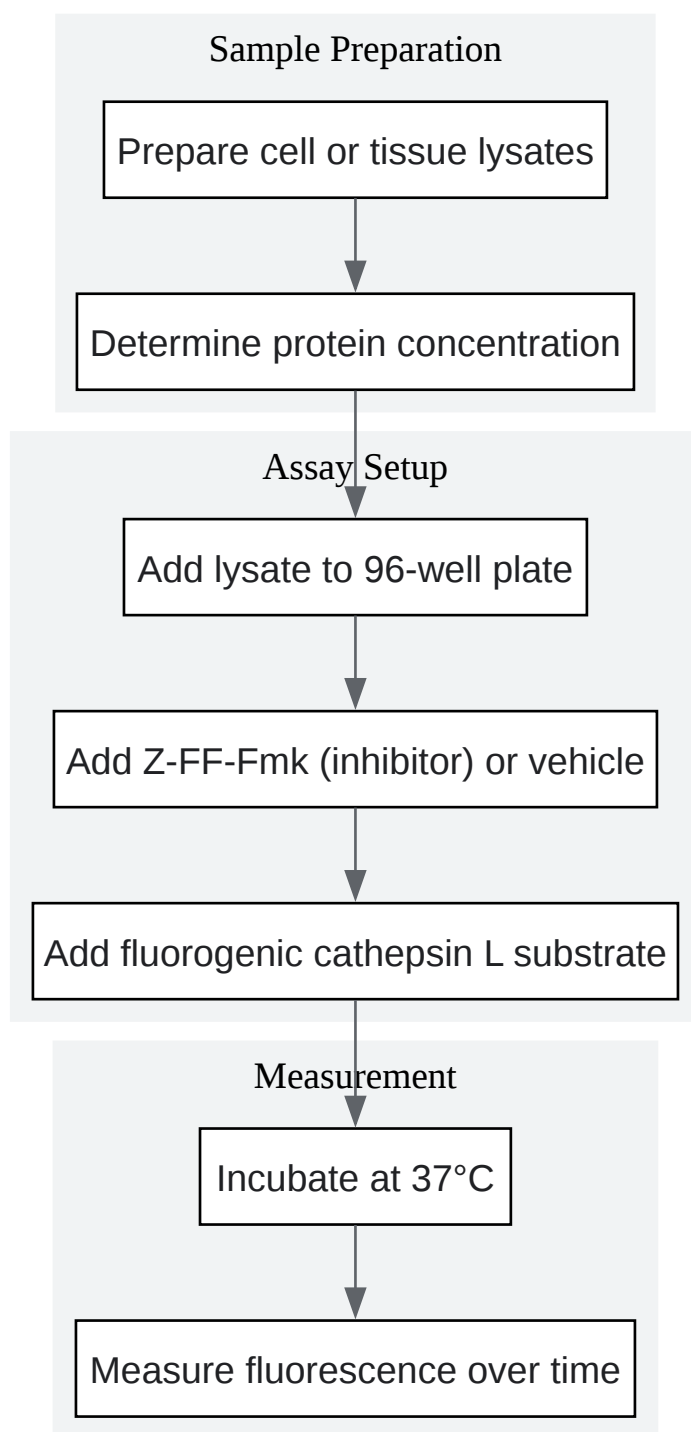 Sample Preparation
Prepare cell or tissue lysates
Determine protein concentration
Assay Setup
Add lysate to 96-well plate
Add Z-FF-Fmk (inhibitor) or vehicle
Add fluorogenic cathepsin L substrate
Measurement
Incubate at 37°C
Measure fluorescence over time